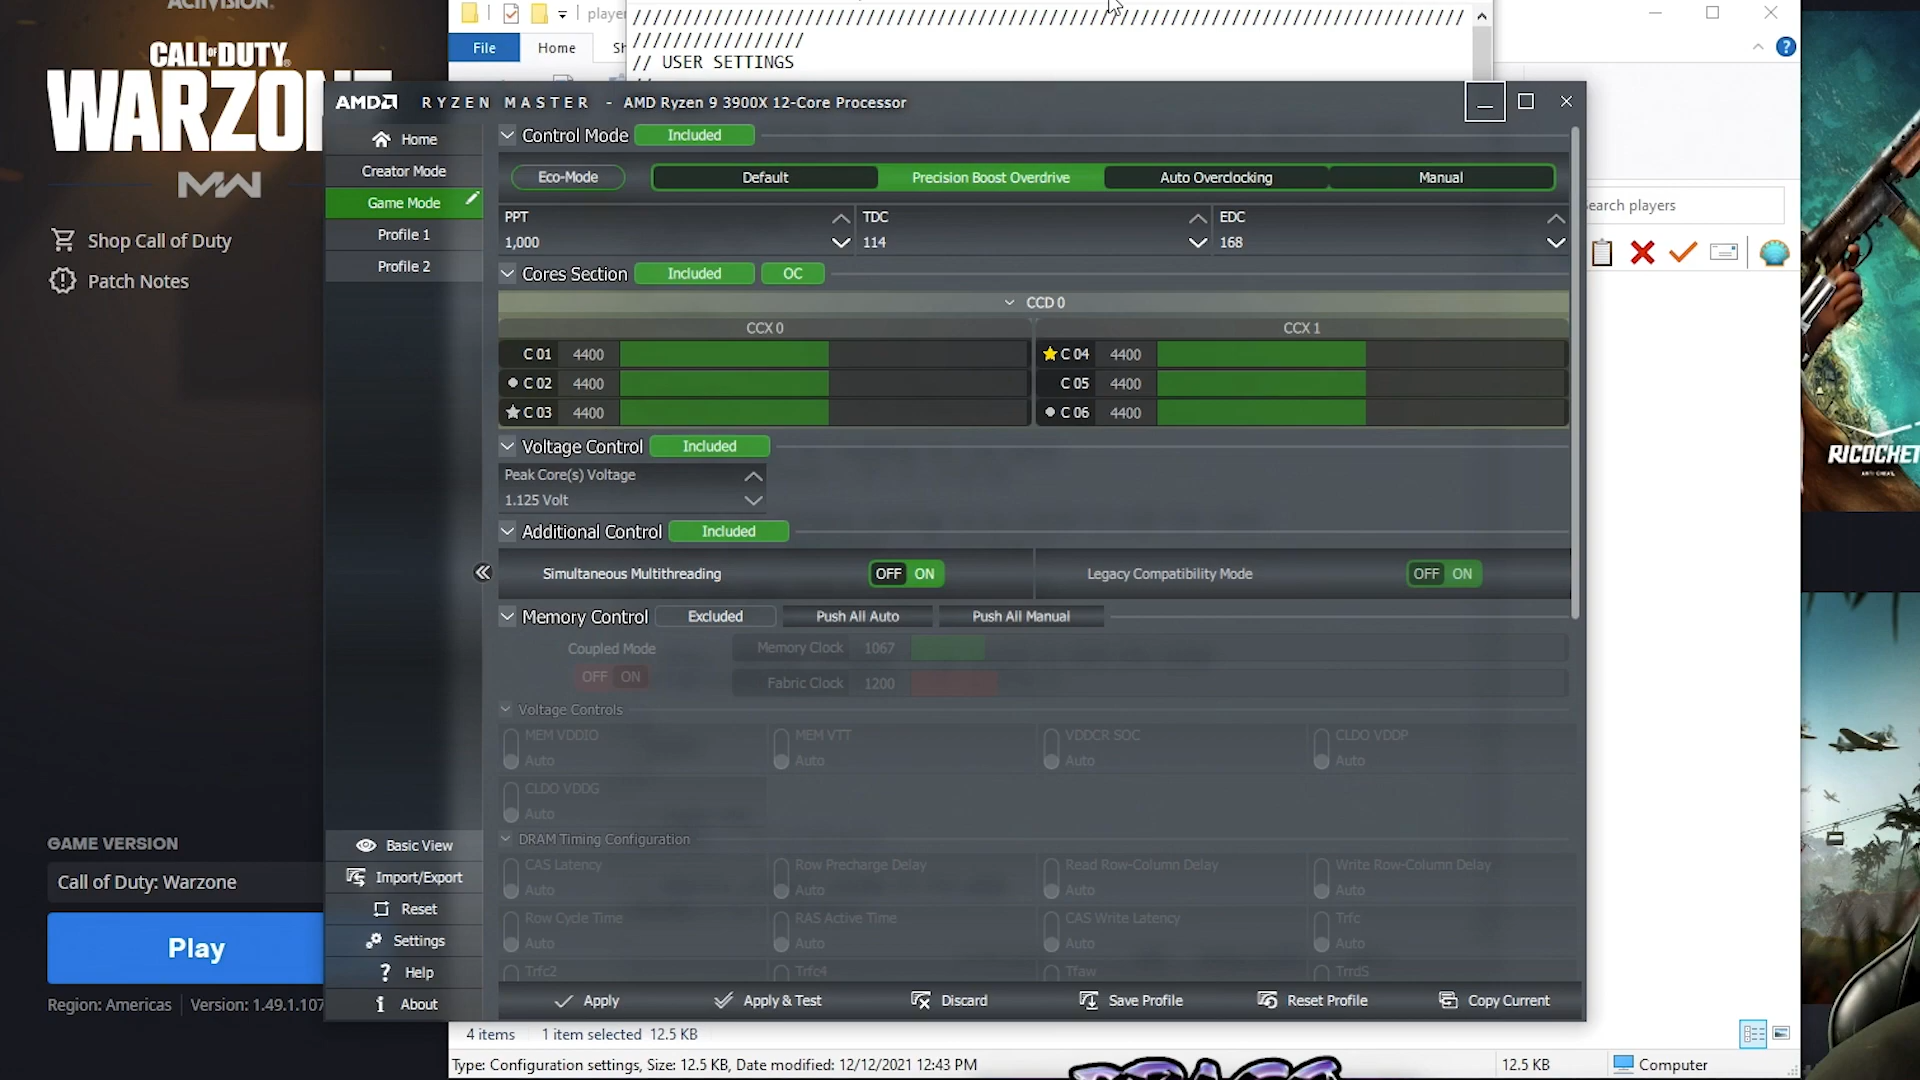 ACTIVISION.
CALL OF DUTY
WARZONE
MW
Shop Call of Duty
Patch Notes
GAME VERSION
Call of Duty: Warzone
Play
Region: Americas
Version: 1.49.1.107
File
Home
Sh
player
////////////////////////////////////////////////////////////////////////////////////
/////////////////
// USER SETTINGS
AMD RYZEN MASTER - AMD Ryzen 9 3900X 12-Core Processor
Home
Creator Mode
Game Mode
Profile 1
Profile 2
Basic View
Import/Export
Reset
Settings
Help
About
Control Mode Included
Eco-Mode Default Precision Boost Overdrive Auto Overclocking Manual
PPT TDC EDC
1,000 114 168
Cores Section Included OC
CCD 0
CCX 0 CCX 1
C 01 4400 C 04 4400
C 02 4400 C 05 4400
C 03 4400 C 06 4400
Voltage Control Included
Peak Core(s) Voltage
1.125 Volt
Additional Control Included
Simultaneous Multithreading OFF ON Legacy Compatibility Mode OFF ON
Memory Control Excluded Push All Auto Push All Manual
Coupled Mode Memory Clock 1067
OFF ON Fabric Clock 1200
Voltage Controls
MEM VDDIO MEM VTT VDDCR SOC CLDO VDDP
Auto Auto Auto Auto
CLDO VDDG
Auto
DRAM Timing Configuration
CAS Latency Row Precharge Delay Read Row-Column Delay Write Row-Column Delay
Auto Auto Auto Auto
Row Cycle Time RAS Active Time CAS Write Latency Trfc
Auto Auto Auto Auto
Trfc2 Trfc4 Tfaw TrrdS
Apply Apply & Test Discard Save Profile Reset Profile Copy Current
earch players
RICOCHET
ANTI-CHEAT
4 items 1 item selected 12.5 KB
Type: Configuration settings, Size: 12.5 KB, Date modified: 12/12/2021 12:43 PM
12.5 KB
Computer